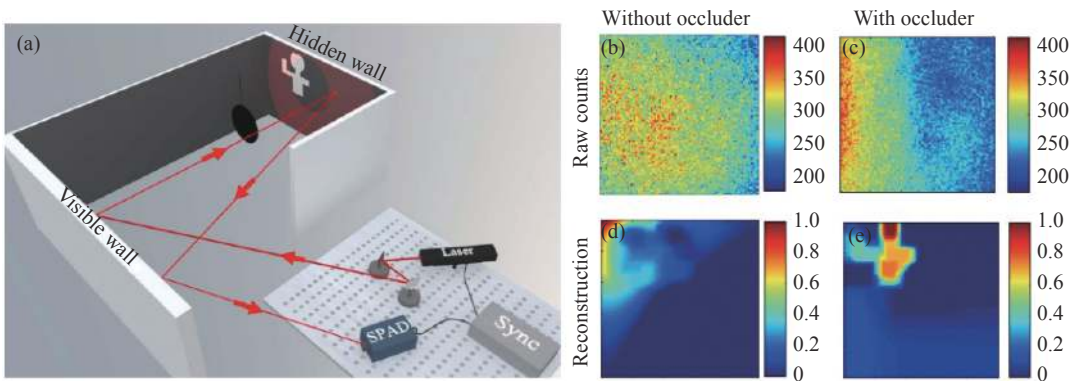 Without occluder
With occluder
(a)
Hidden wall
Visible wall
Laser
SPAD
Sync
Raw counts
(b)
400
350
300
250
200
(c)
400
350
300
250
200
Reconstruction
(d)
1.0
0.8
0.6
0.4
0.2
0
(e)
1.0
0.8
0.6
0.4
0.2
0